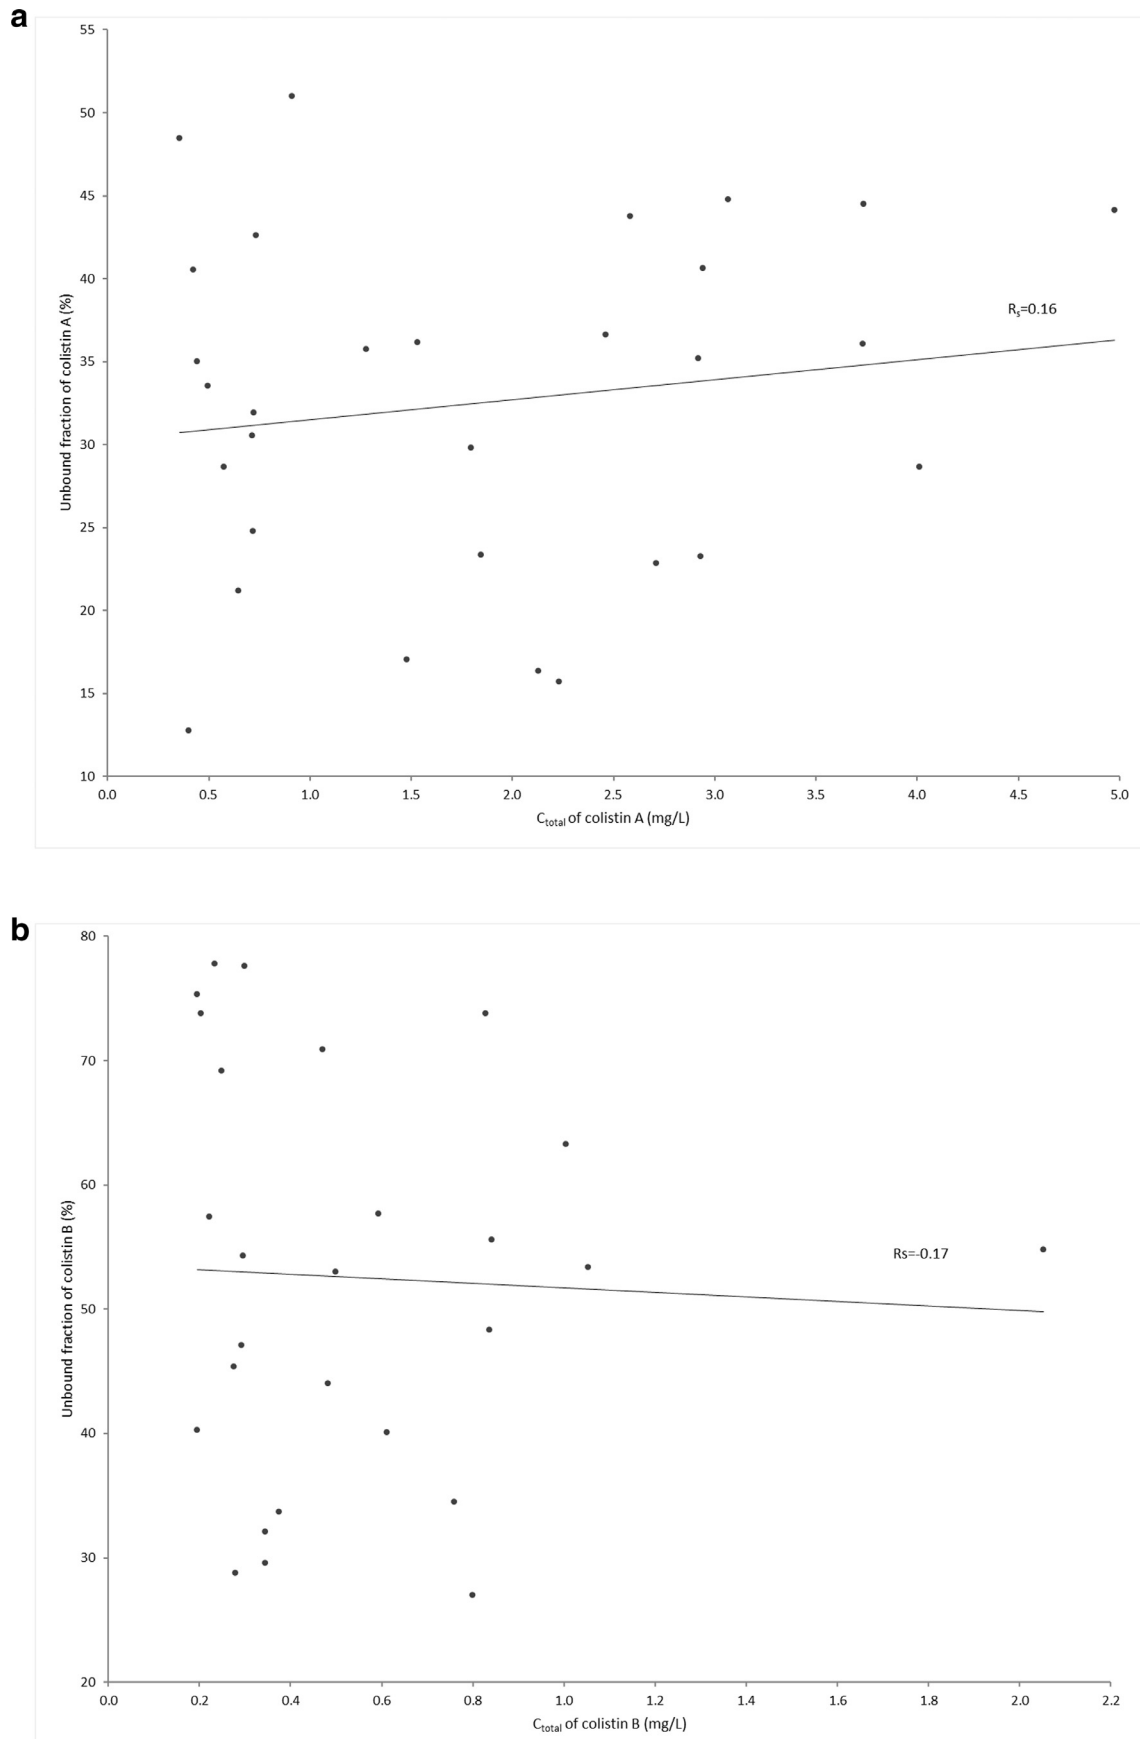 a
55
50
45
40
35
30
25
20
15
10
Unbound fraction of colistin A (%)
Rs=0.16
0.0 0.5 1.0 1.5 2.0 2.5 3.0 3.5 4.0 4.5 5.0
Ctotal of colistin A (mg/L)
b
80
70
60
50
40
30
20
Unbound fraction of colistin B (%)
Rs=-0.17
0.0 0.2 0.4 0.6 0.8 1.0 1.2 1.4 1.6 1.8 2.0 2.2
Ctotal of colistin B (mg/L)